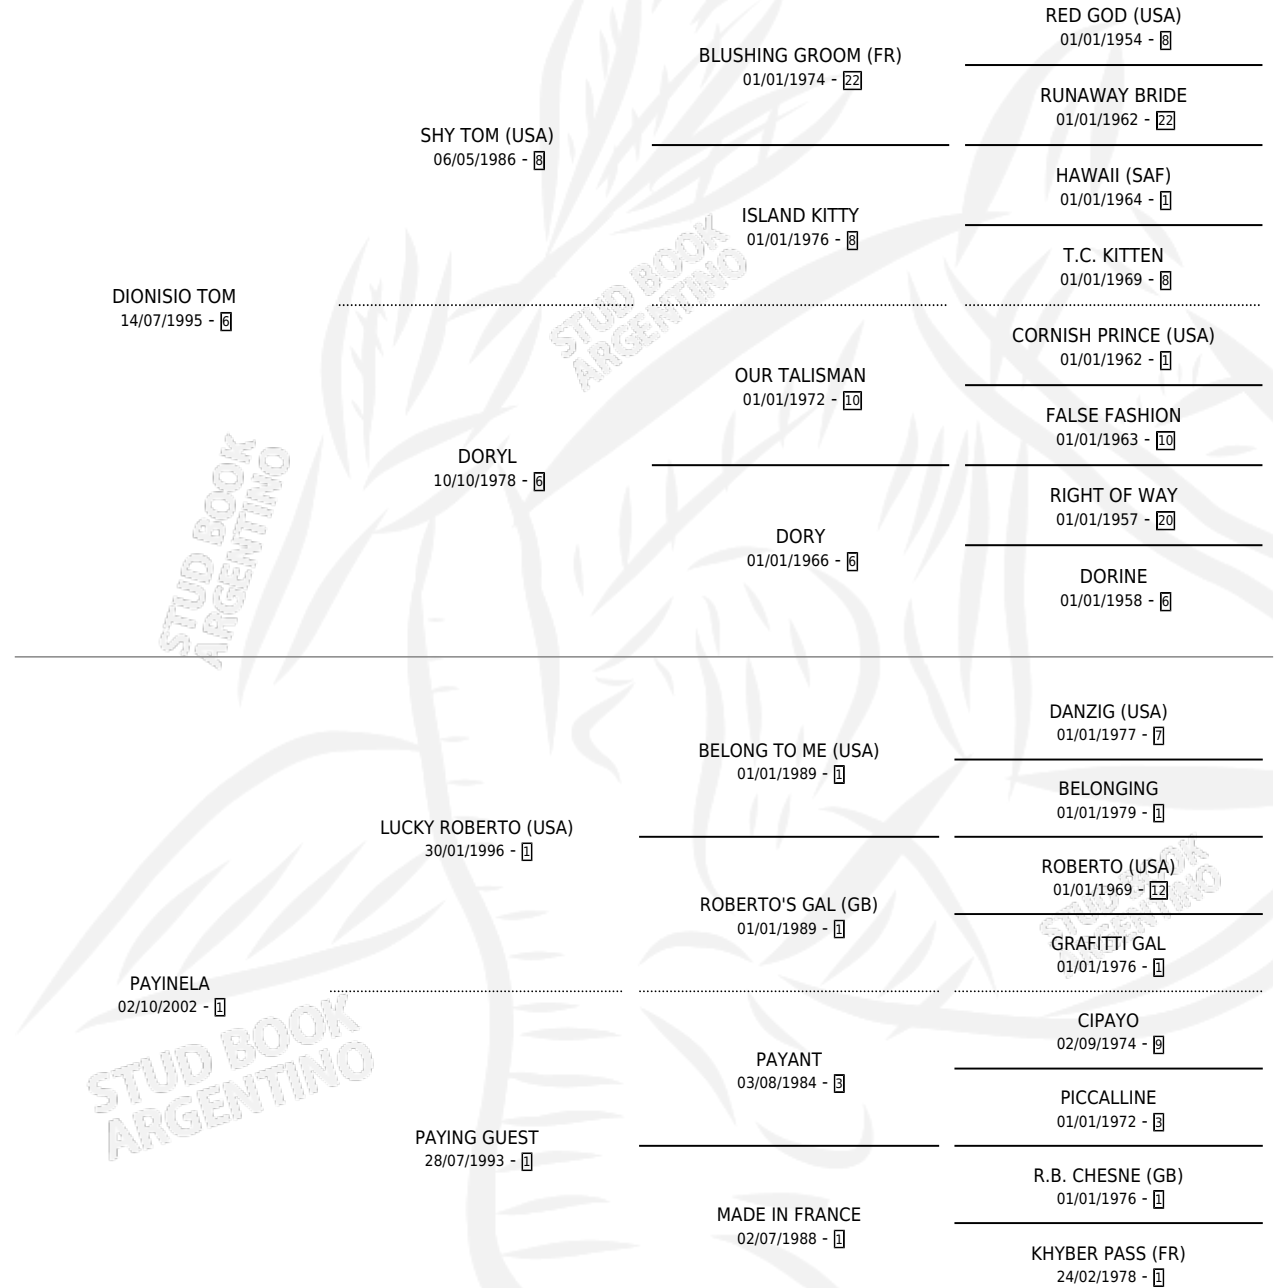 RED GOD (USA)
01/01/1954 - 8
BLUSHING GROOM (FR)
01/01/1974 - 22
RUNAWAY BRIDE
01/01/1962 - 22
SHY TOM (USA)
06/05/1986 - 8
HAWAII (SAF)
01/01/1964 - 1
ISLAND KITTY
01/01/1976 - 8
T.C. KITTEN
01/01/1969 - 8
DIONISIO TOM
14/07/1995 - 6
STUD BOOK
ARGENTINO
CORNISH PRINCE (USA)
01/01/1962 - 1
OUR TALISMAN
01/01/1972 - 10
FALSE FASHION
01/01/1963 - 10
DORYL
10/10/1978 - 6
RIGHT OF WAY
01/01/1957 - 20
DORY
01/01/1966 - 6
DORINE
01/01/1958 - 6
STUD BOOK
ARGENTINO
DANZIG (USA)
01/01/1977 - 7
BELONG TO ME (USA)
01/01/1989 - 1
BELONGING
01/01/1979 - 1
LUCKY ROBERTO (USA)
30/01/1996 - 1
ROBERTO (USA)
01/01/1969 - 12
ROBERTO'S GAL (GB)
01/01/1989 - 1
GRAFITTI GAL
01/01/1976 - 1
STUD BOOK
ARGENTINO
PAYINELA
02/10/2002 - 1
CIPAYO
02/09/1974 - 9
PAYANT
03/08/1984 - 3
PICCALLINE
01/01/1972 - 3
STUD BOOK
ARGENTINO
PAYING GUEST
28/07/1993 - 1
R.B. CHESNE (GB)
01/01/1976 - 1
MADE IN FRANCE
02/07/1988 - 1
KHYBER PASS (FR)
24/02/1978 - 1